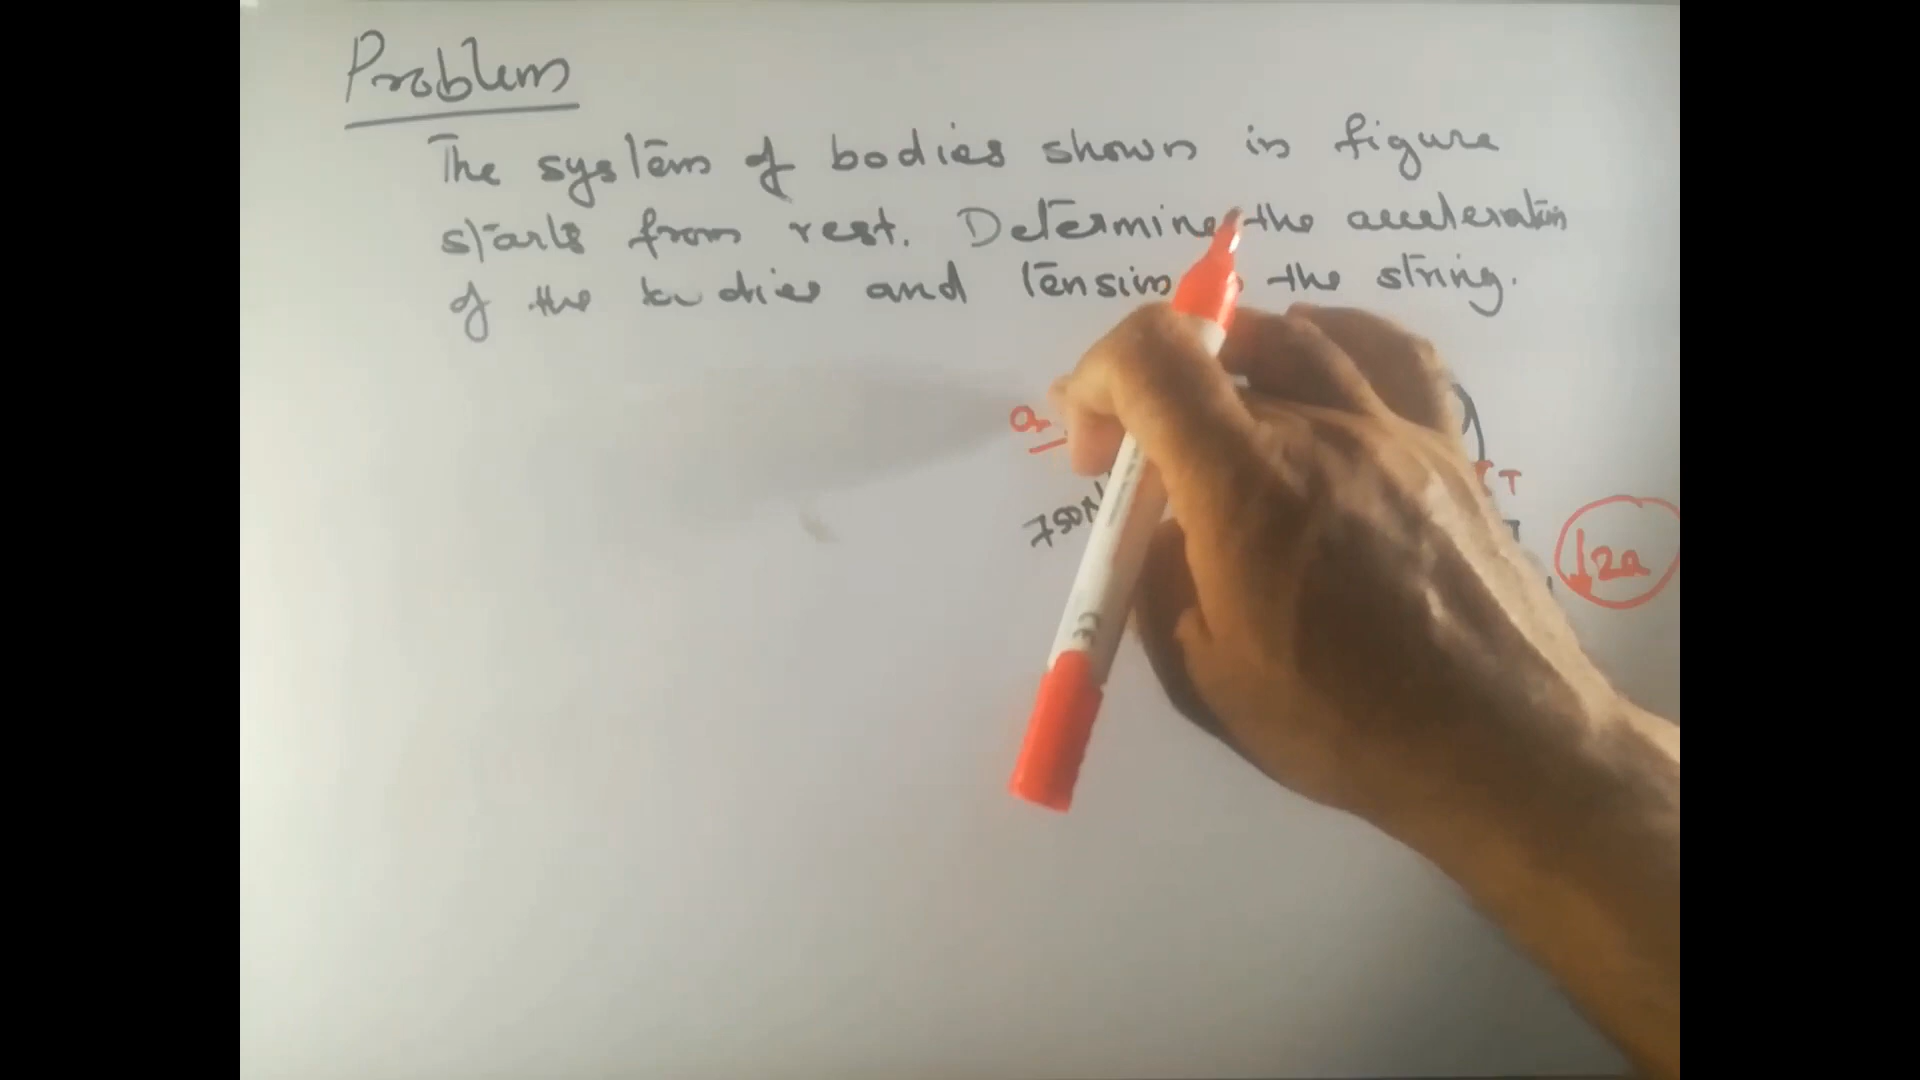 Problem
The system of bodies shown in figure
starts from rest. Determine the acceleration
of the bodies and tension the string.
a
T
750N
↓2a